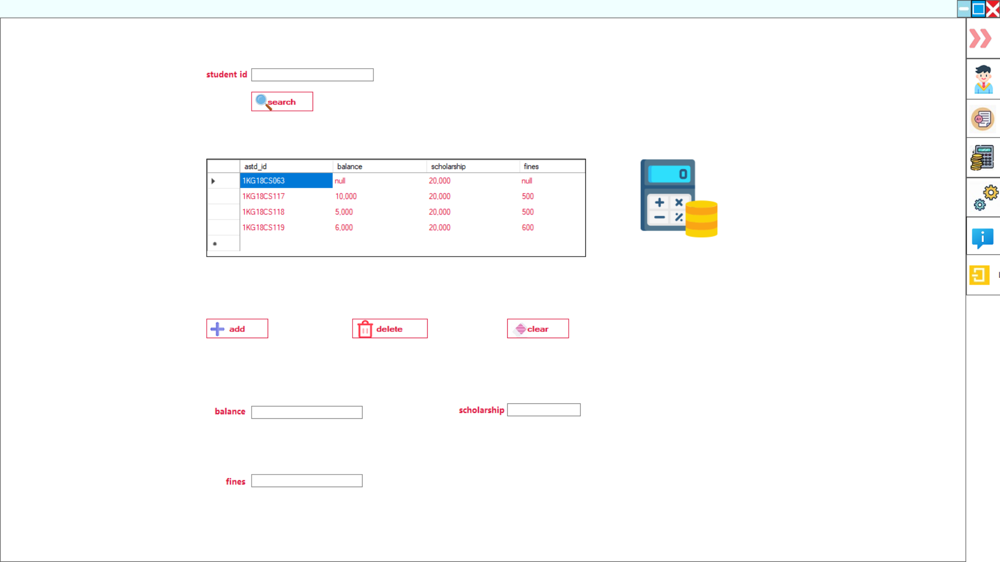 student id
search
astd_id balance scholarship fines
1KG18CS063 null 20,000 null
1KG18CS117 10,000 20,000 500
1KG18CS118 5,000 20,000 500
1KG18CS119 6,000 20,000 600
0
A+
i
add delete clear
balance scholarship
fines